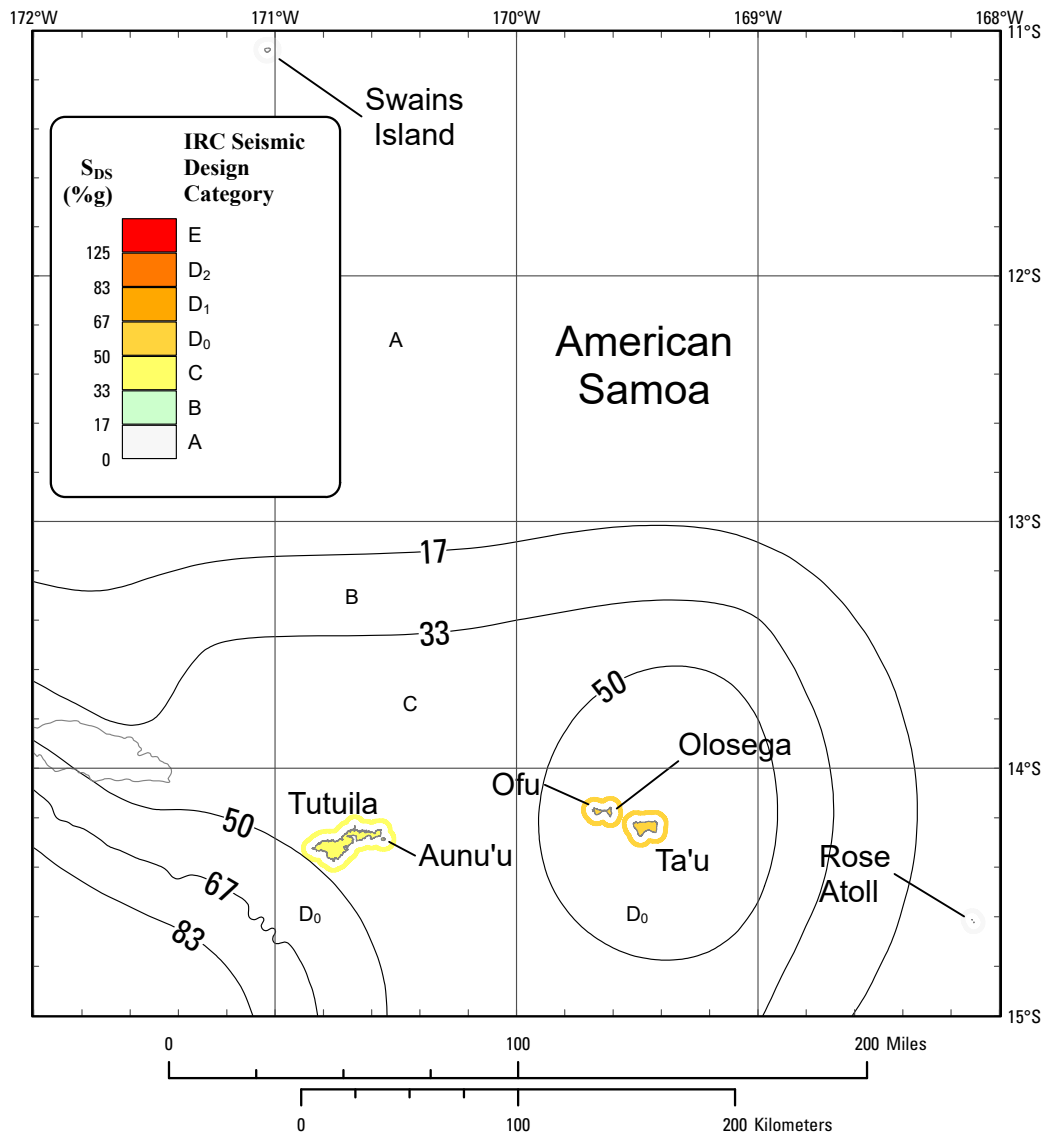 172°W 171°W 170°W 169°W 168°W
11°S
Swains
Island
IRC Seismic
Design
Category
S_DS
(%g)
E
125
D₂
83
D₁
67
D₀
50
C
33
B
17
A
0
12°S
A
American
Samoa
13°S
17
B
33
C
50
Olosega
14°S
Ofu
Tutuila
50
Aunu'u
Ta'u
Rose
Atoll
67
D₀
D₀
83
15°S
0 100 200 Miles
0 100 200 Kilometers